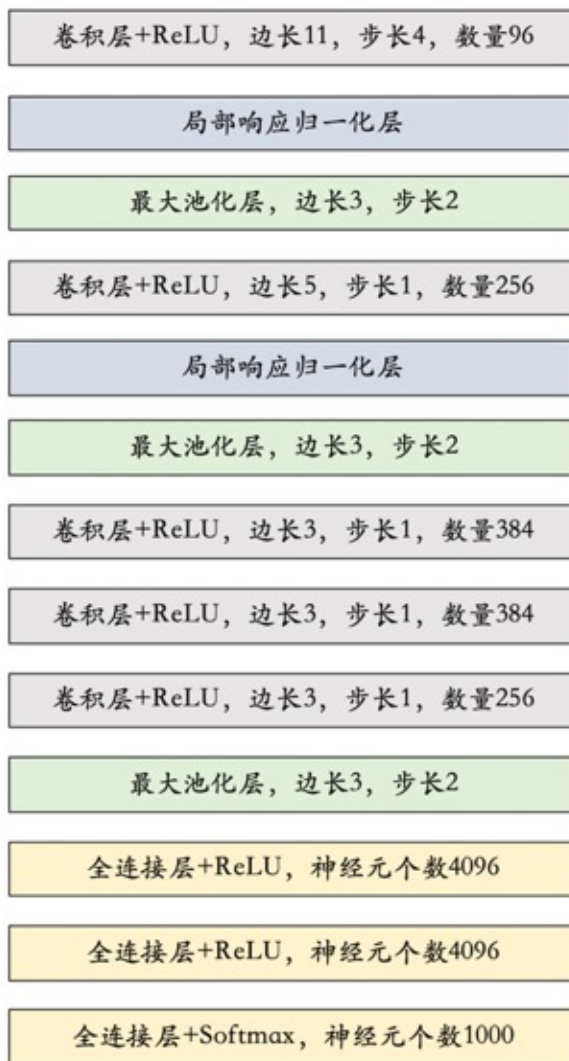 卷积层+ReLU，边长11，步长4，数量96
局部响应归一化层
最大池化层，边长3，步长2
卷积层+ReLU，边长5，步长1，数量256
局部响应归一化层
最大池化层，边长3，步长2
卷积层+ReLU，边长3，步长1，数量384
卷积层+ReLU，边长3，步长1，数量384
卷积层+ReLU，边长3，步长1，数量256
最大池化层，边长3，步长2
全连接层+ReLU，神经元个数4096
全连接层+ReLU，神经元个数4096
全连接层+Softmax，神经元个数1000